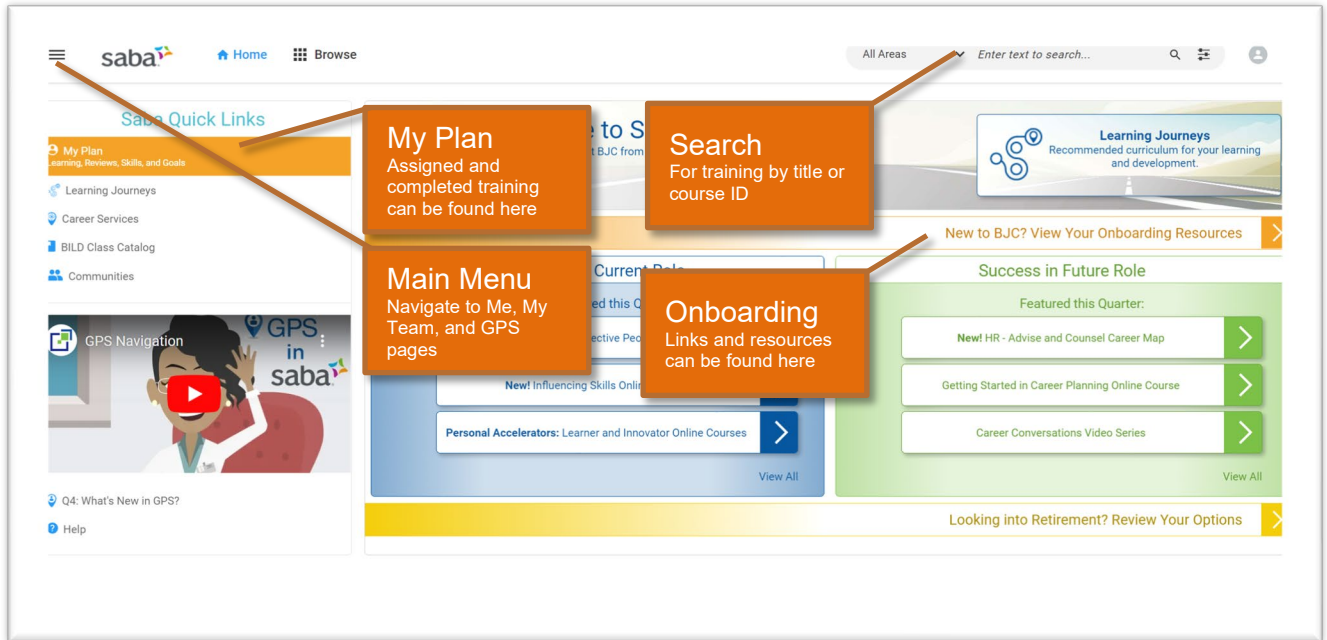 saba
Home
Browse
All Areas
Enter text to search...
Saba Quick Links
My Plan
Learning, Reviews, Skills, and Goals
Learning Journeys
Career Services
BILD Class Catalog
Communities
GPS Navigation
GPS
in
saba
Q4: What's New in GPS?
Help
My Plan
Assigned and
completed training
can be found here
Main Menu
Navigate to Me, My
Team, and GPS
pages
to S
BJC from
Search
For training by title or
course ID
Learning Journeys
Recommended curriculum for your learning
and development.
New to BJC? View Your Onboarding Resources
Current Role
Onboarding
Links and resources
can be found here
New! Influencing Skills
Personal Accelerators: Learner and Innovator Online Courses
View All
Success in Future Role
Featured this Quarter:
New! HR - Advise and Counsel Career Map
Getting Started in Career Planning Online Course
Career Conversations Video Series
View All
Looking into Retirement? Review Your Options